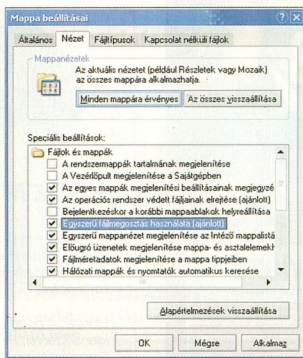 Mappa beállításai
Általános Nézet Fájltípusok Kapcsolat nélküli fájlok
Mappanézetek
Az aktuális nézetet (például Részletek vagy Mozaik)
az összes mappára alkalmazhatja.
Minden mappára érvényes Az összes visszaállítása
Speciális beállítások:
Fájlok és mappák
A rendszermappák tartalmának megjelenítése
A Vezérlőpult megjelenítése a Sajátgépben
Az egyes mappák megjelenítési beállításainak megjegyzé
Az operációs rendszer védett fájljainak elrejtése (ajánlott)
Bejelentkezéskor a korábbi mappaablakok helyreállítása
Egyszerű fájlmegosztás használata (ajánlott)
Egyszerű mappanézet megjelenítése az Intéző mappalistá
Előugró üzenetek megjelenítése mappa- és asztalelemekh
Fájlméretadatok megjelenítése a mappa tippjeiben
Hálózati mappák és nyomtatók automatikus keresése
Alapértelmezések visszaállítása
OK Mégse Alkalmaz